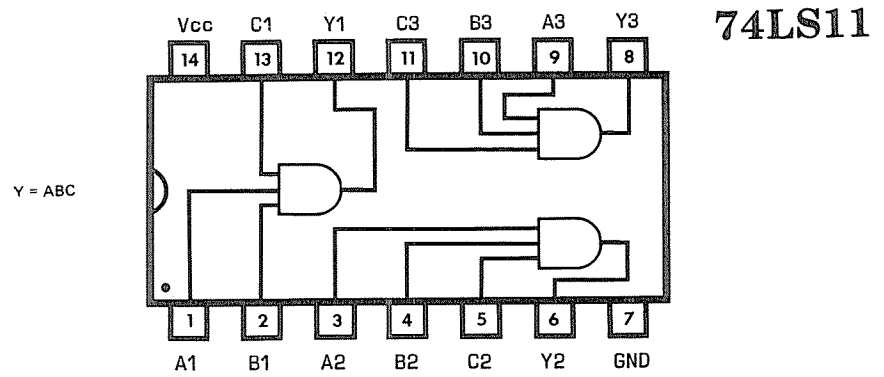 74LS11
Vcc C1 Y1 C3 B3 A3 Y3
14 13 12 11 10 9 8
Y = ABC
1 2 3 4 5 6 7
A1 B1 A2 B2 C2 Y2 GND